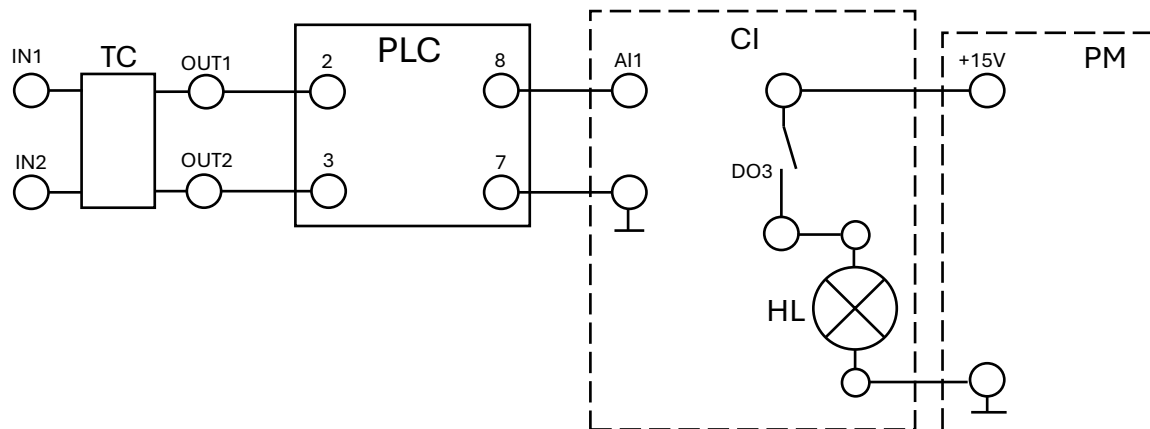 CI
PLC
TC
PM
IN1
OUT1
2
8
AI1
+15V
IN2
OUT2
3
7
DO3
HL